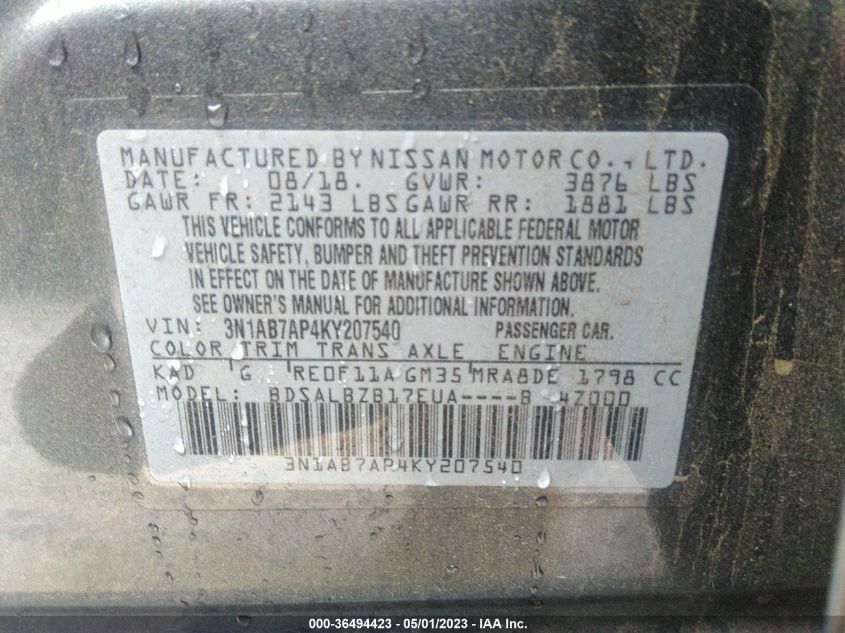 MANUFACTURED BY NISSAN MOTOR CO., LTD.
DATE: 08/18. GVWR: 3876 LBS
GAWR FR: 2143 LBS GAWR RR: 1881 LBS
THIS VEHICLE CONFORMS TO ALL APPLICABLE FEDERAL MOTOR
VEHICLE SAFETY, BUMPER AND THEFT PREVENTION STANDARDS
IN EFFECT ON THE DATE OF MANUFACTURE SHOWN ABOVE.
SEE OWNER'S MANUAL FOR ADDITIONAL INFORMATION.
VIN: 3N1AB7AP4KY207540 PASSENGER CAR.
COLOR TRIM TRANS AXLE ENGINE
KAD G RE0F11A GM35 MRA8DE 1798 CC
MODEL: BDSALBZB17EUA----B 4Z000
3N1AB7AP4KY207540
000-36494423 - 05/01/2023 - IAA Inc.